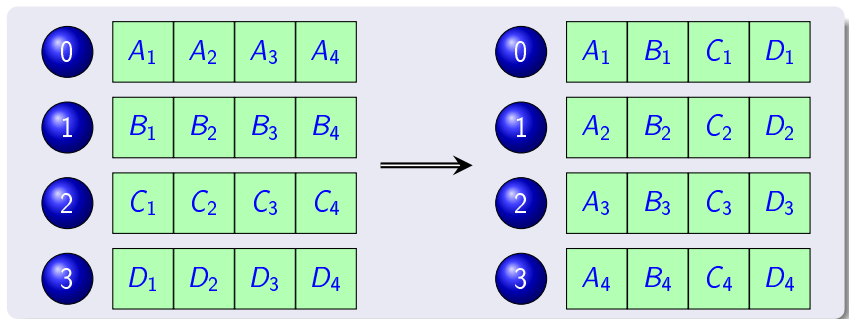 0 A₁ A₂ A₃ A₄ 0 A₁ B₁ C₁ D₁
1 B₁ B₂ B₃ B₄ 1 A₂ B₂ C₂ D₂
2 C₁ C₂ C₃ C₄ 2 A₃ B₃ C₃ D₃
3 D₁ D₂ D₃ D₄ 3 A₄ B₄ C₄ D₄